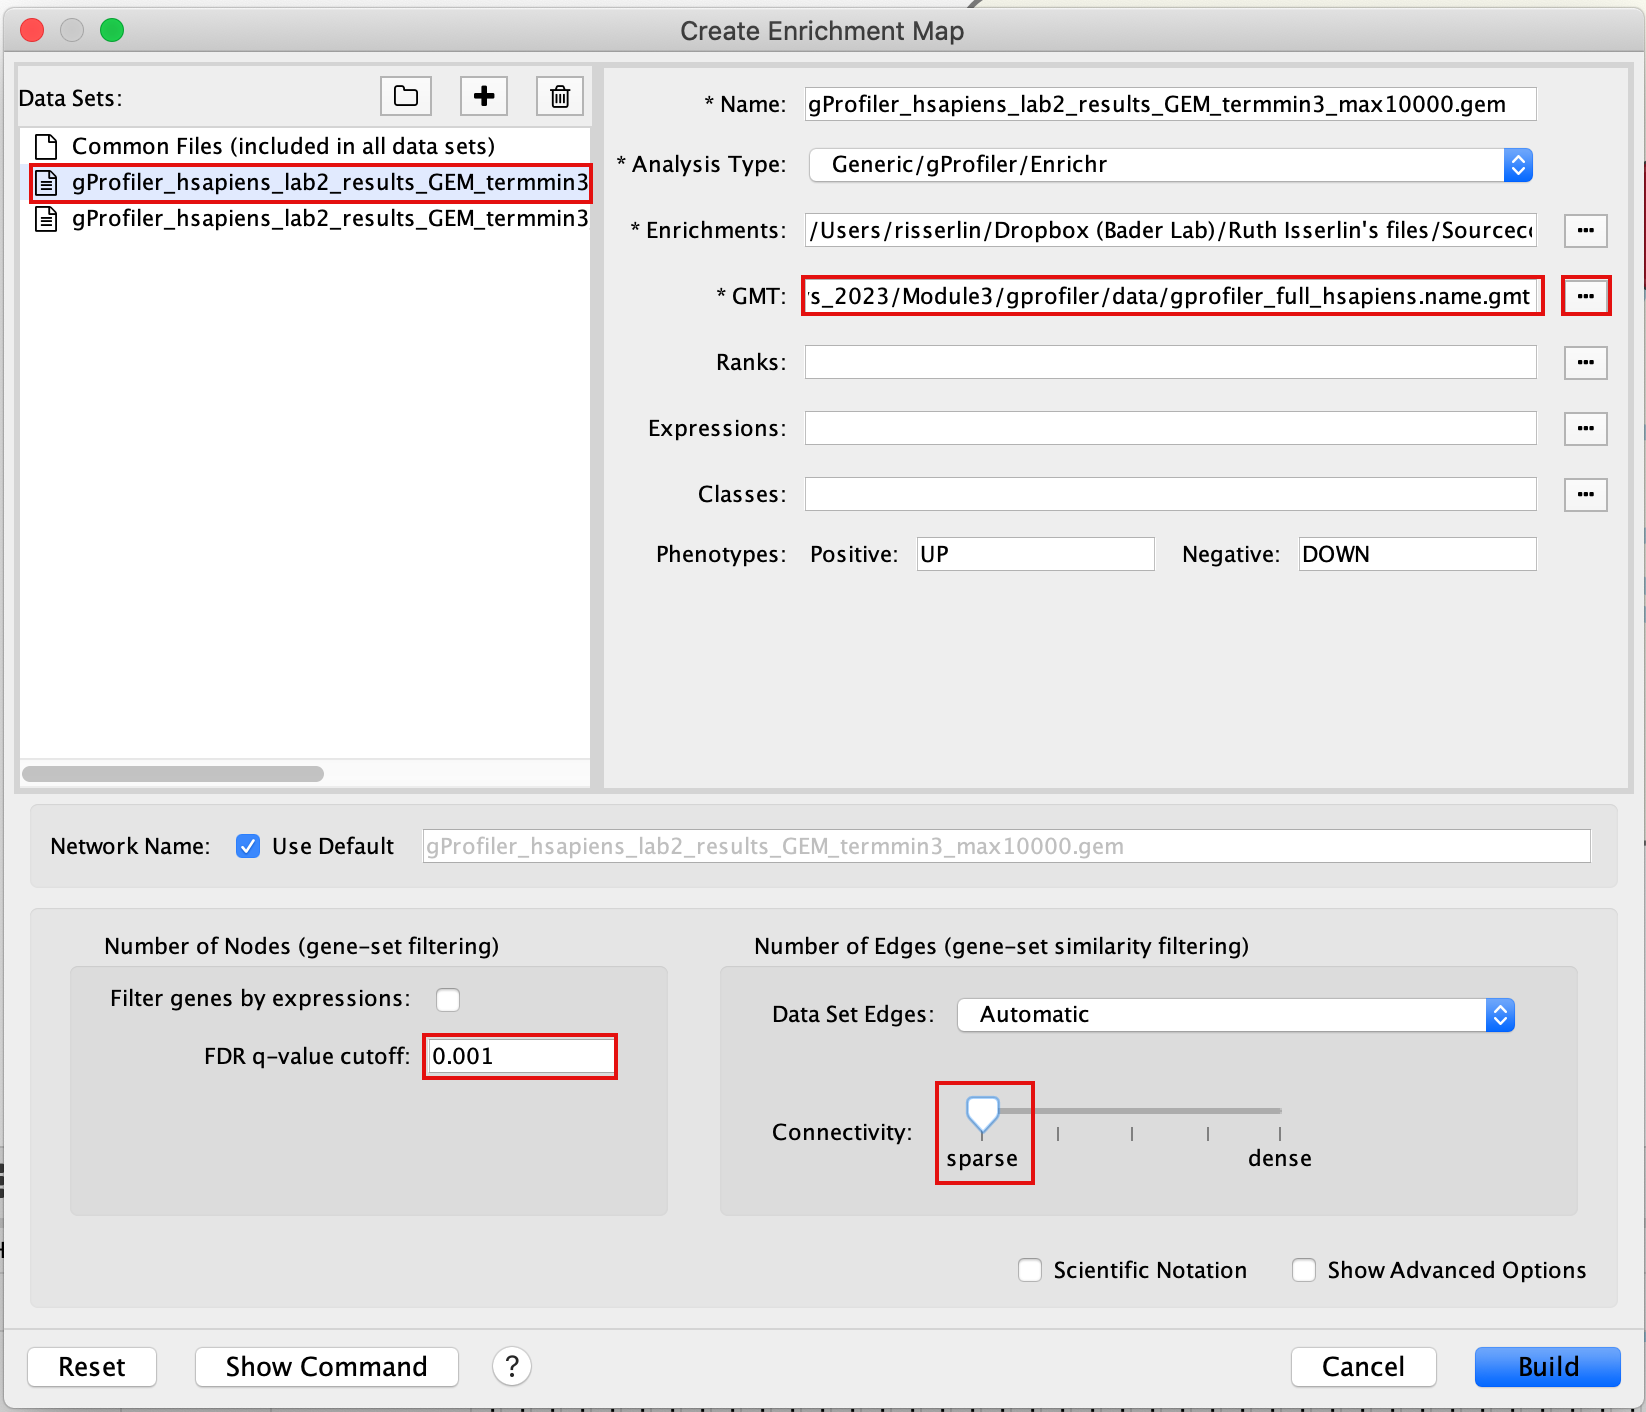 Create Enrichment Map
Data Sets:
Common Files (included in all data sets)
gProfiler_hsapiens_lab2_results_GEM_termmin3
gProfiler_hsapiens_lab2_results_GEM_termmin3
* Name: gProfiler_hsapiens_lab2_results_GEM_termmin3_max10000.gem
* Analysis Type: Generic/gProfiler/Enrichr
* Enrichments: /Users/risserlin/Dropbox (Bader Lab)/Ruth Isserlin's files/Sourcec
* GMT: s_2023/Module3/gprofiler/data/gprofiler_full_hsapiens.name.gmt
Ranks:
Expressions:
Classes:
Phenotypes: Positive: UP Negative: DOWN
Network Name: Use Default gProfiler_hsapiens_lab2_results_GEM_termmin3_max10000.gem
Number of Nodes (gene-set filtering)
Filter genes by expressions:
FDR q-value cutoff: 0.001
Number of Edges (gene-set similarity filtering)
Data Set Edges: Automatic
Connectivity:
sparse dense
Scientific Notation Show Advanced Options
Reset Show Command ? Cancel Build